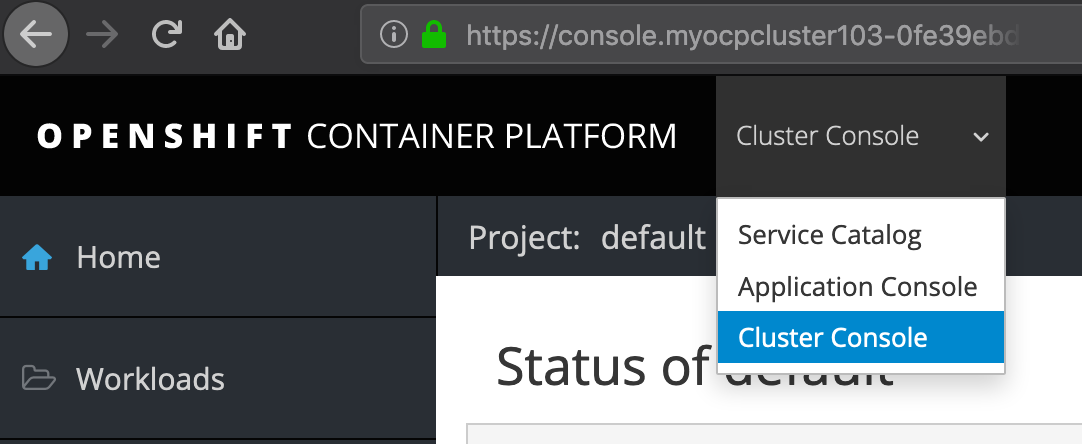 https://console.myocpcluster103-0fe39ebd
OPENSHIFT CONTAINER PLATFORM
Cluster Console
Service Catalog
Application Console
Cluster Console
Home
Workloads
Project: default
Status of default